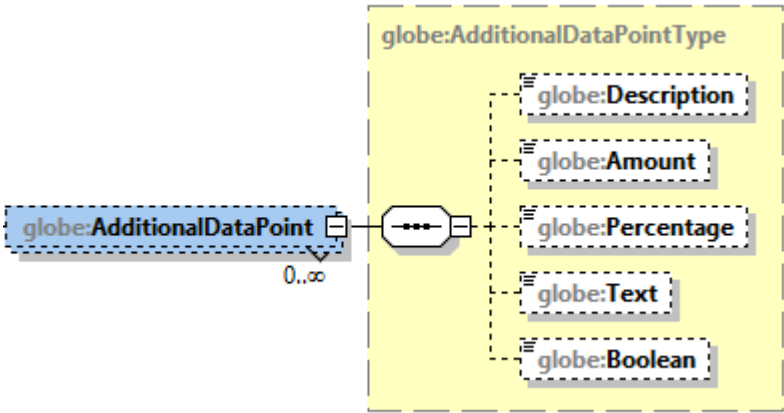 globe:AdditionalDataPointType
globe:Description
globe:Amount
globe:AdditionalDataPoint
0..∞
globe:Percentage
globe:Text
globe:Boolean